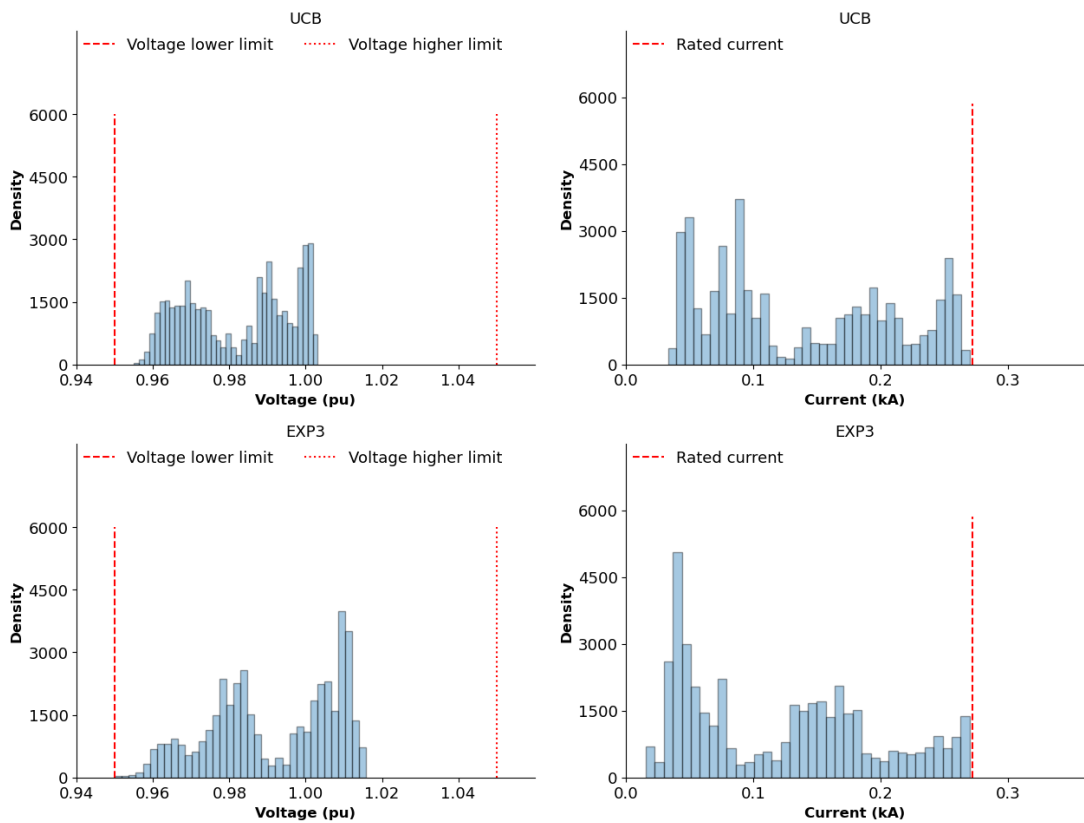 UCB
Voltage lower limit
Voltage higher limit
6000
4500
3000
1500
0
Density
0.94
0.96
0.98
1.00
1.02
1.04
Voltage (pu)
UCB
Rated current
6000
4500
3000
1500
0
Density
0.0
0.1
0.2
0.3
Current (kA)
EXP3
Voltage lower limit
Voltage higher limit
6000
4500
3000
1500
0
Density
0.94
0.96
0.98
1.00
1.02
1.04
Voltage (pu)
EXP3
Rated current
6000
4500
3000
1500
0
Density
0.0
0.1
0.2
0.3
Current (kA)